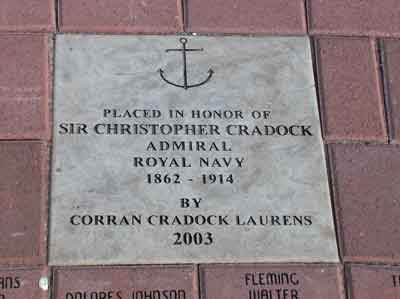 PLACED IN HONOR OF
SIR CHRISTOPHER CRADOCK
ADMIRAL
ROYAL NAVY
1862 - 1914
BY
CORRAN CRADOCK LAURENS
2003
DOLORES JOHNSON
FLEMING
WALTER